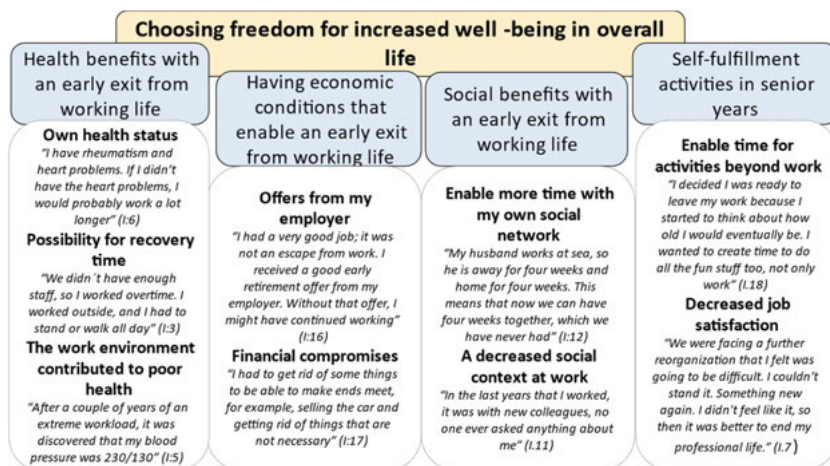 Choosing freedom for increased well -being in overall
life
Health benefits with
an early exit from
working life
Own health status
“I have rheumatism and
heart problems. If I didn't
have the heart problems, I
would probably work a lot
longer” (I:6)
Possibility for recovery
time
“We didn´t have enough
staff, so I worked overtime. I
worked outside, and I had to
stand or walk all day” (I:3)
The work environment
contributed to poor
health
“After a couple of years of an
extreme workload, it was
discovered that my blood
pressure was 230/130” (I:5)
Having economic
conditions that
enable an early exit
from working life
Offers from my
employer
“I had a very good job; it was
not an escape from work. I
received a good early
retirement offer from my
employer. Without that offer, I
might have continued working”
(I:16)
Financial compromises
“I had to get rid of some things
to be able to make ends meet,
for example, selling the car and
getting rid of things that are
not necessary” (I:17)
Social benefits with
an early exit from
working life
Enable more time with
my own social
network
“My husband works at sea, so
he is away for four weeks and
home for four weeks. This
means that now we can have
four weeks together, which we
have never had” (I:12)
A decreased social
context at work
“In the last years that I worked,
it was with new colleagues, no
one ever asked anything about
me” (I.11)
Self-fulfillment
activities in senior
years
Enable time for
activities beyond work
“I decided I was ready to
leave my work because I
started to think about how
old I would eventually be. I
wanted to create time to do
all the fun stuff too, not only
work” (I.18)
Decreased job
satisfaction
“We were facing a further
reorganization that I felt was
going to be difficult. I couldn't
stand it. Something new
again. I didn't feel like it, so
then it was better to end my
professional life.” (I.7)